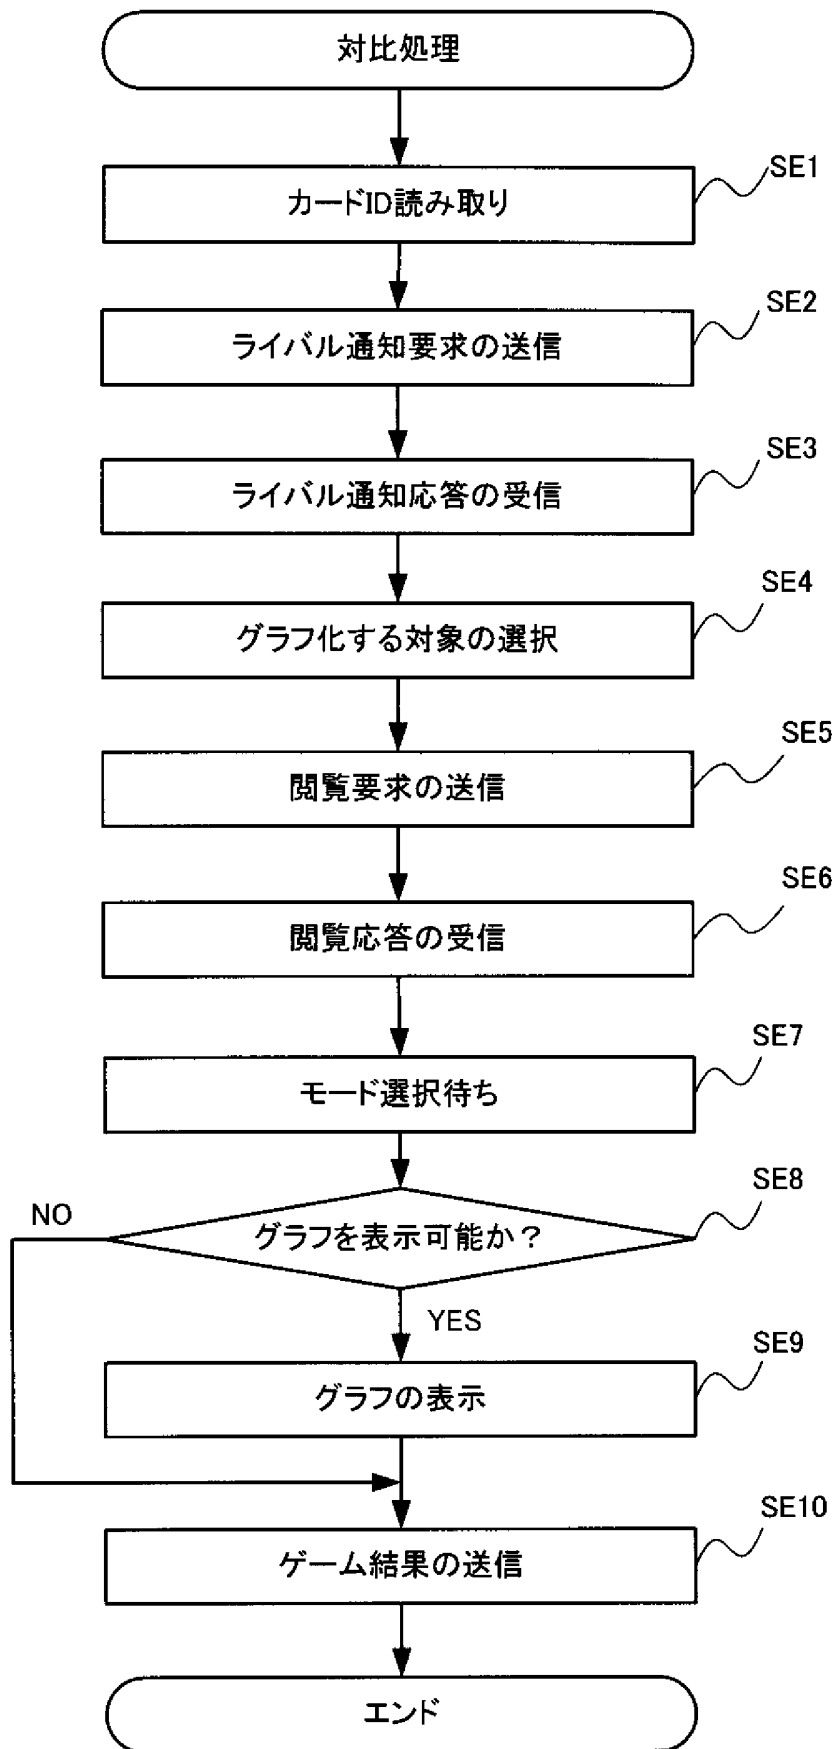 対比処理
SE1
カードID読み取り
SE2
ライバル通知要求の送信
SE3
ライバル通知応答の受信
SE4
グラフ化する対象の選択
SE5
閲覧要求の送信
SE6
閲覧応答の受信
SE7
モード選択待ち
SE8
NO
グラフを表示可能か？
YES
SE9
グラフの表示
SE10
ゲーム結果の送信
エンド